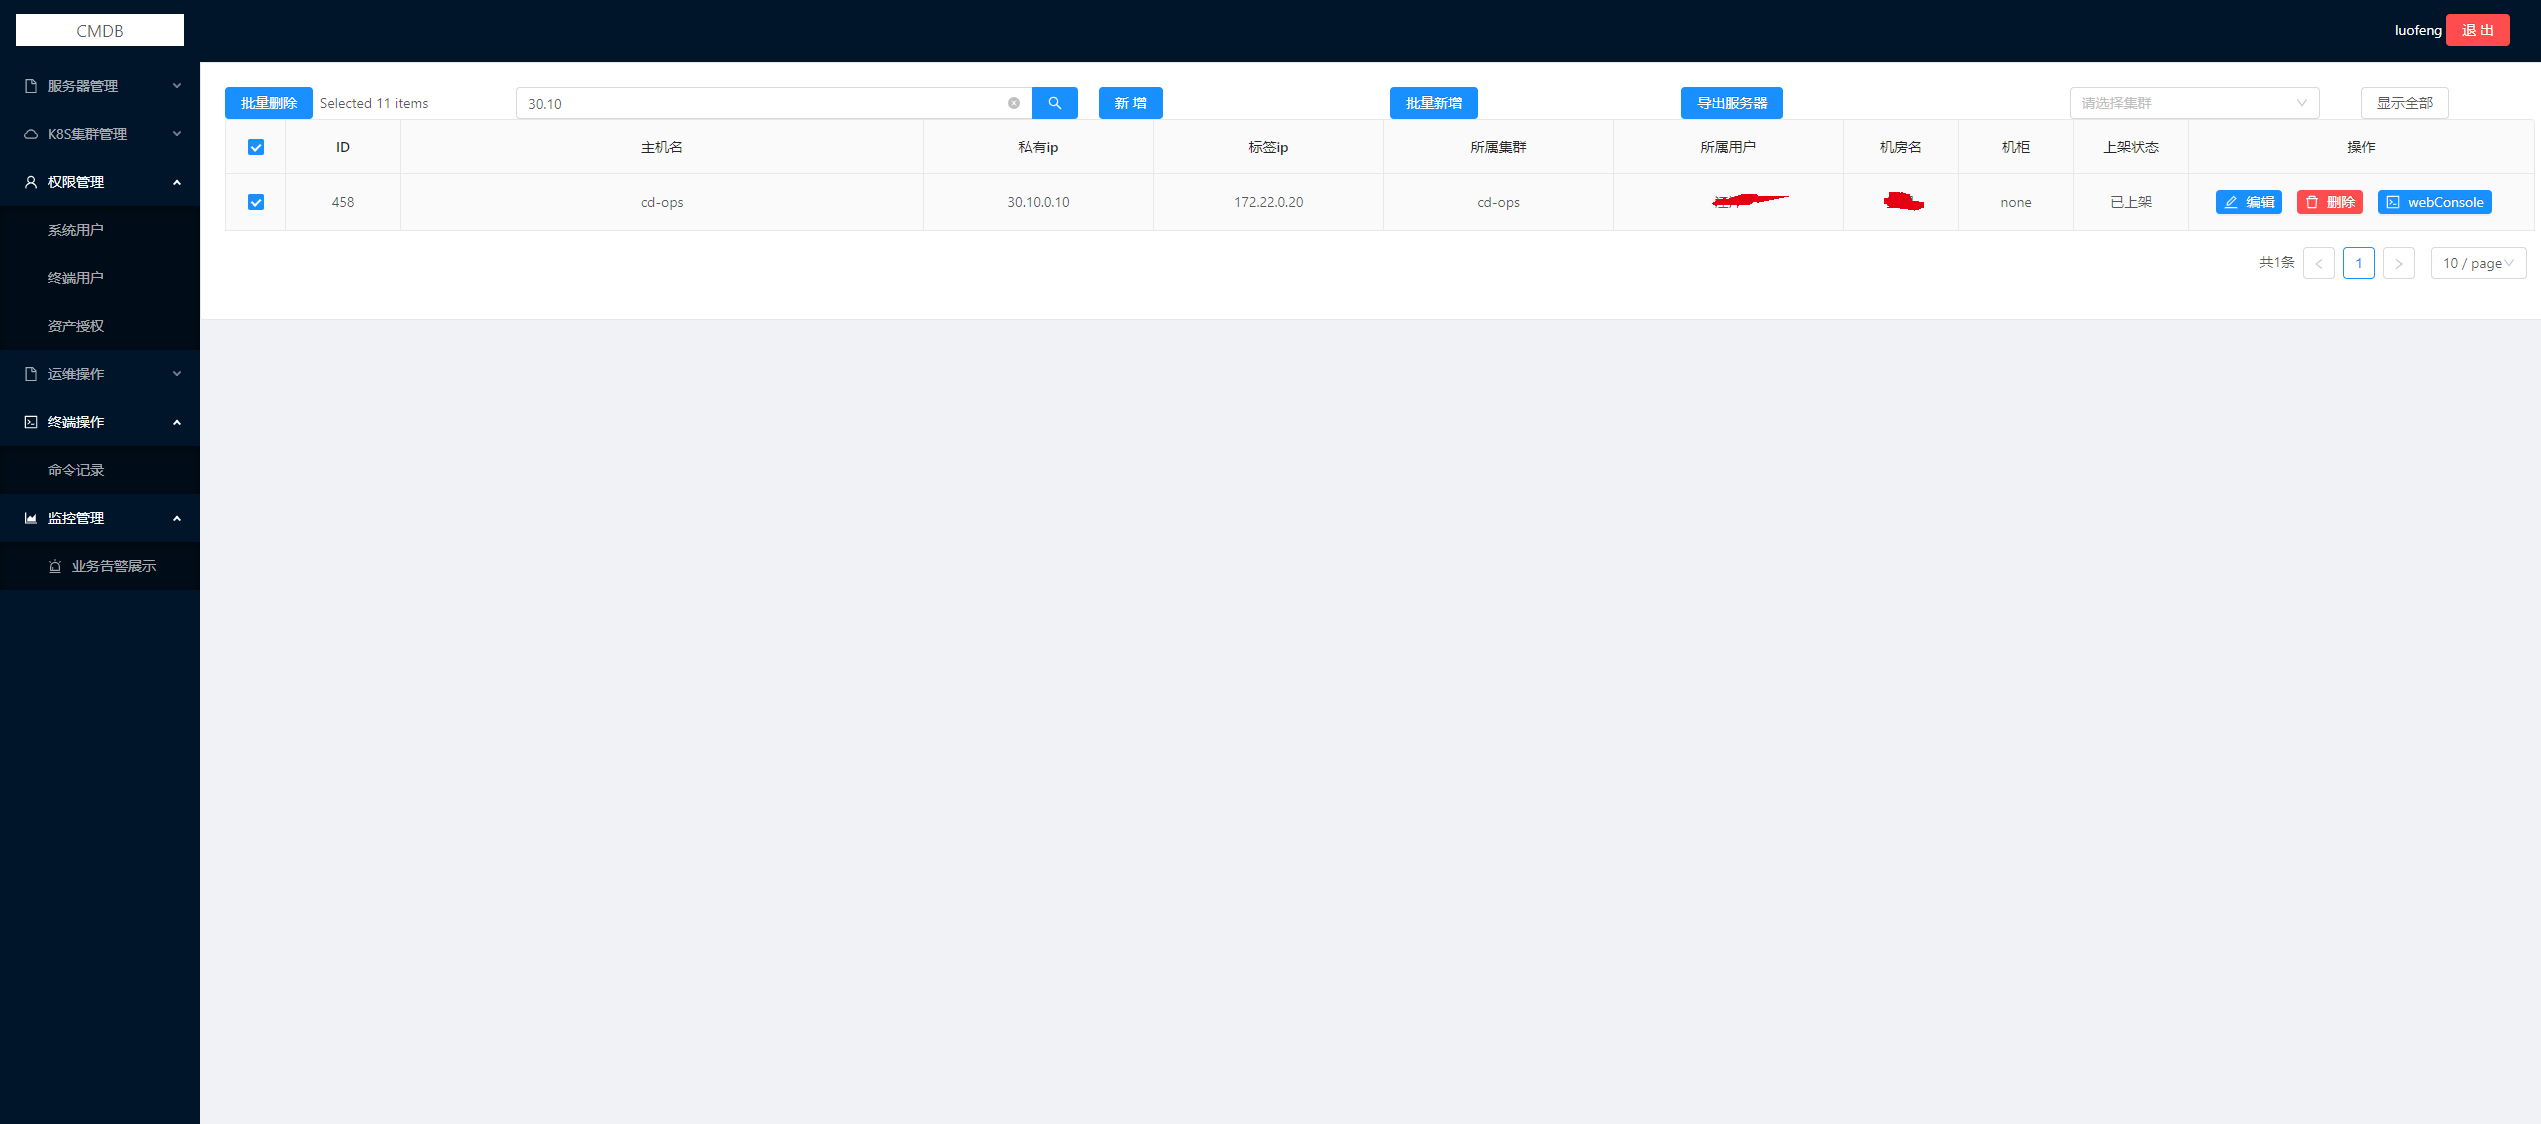 CMDB
luofeng 退 出
服务器管理
K8S集群管理
权限管理
系统用户
终端用户
资产授权
运维操作
终端操作
命令记录
监控管理
业务告警展示
批量删除 Selected 11 items 30.10 新 增 批量新增 导出服务器 请选择集群 显示全部
ID 主机名 私有ip 标签ip 所属集群 所属用户 机房名 机柜 上架状态 操作
458 cd-ops 30.10.0.10 172.22.0.20 cd-ops none 已上架 编辑 删除 webConsole
共1条 1 10 / page